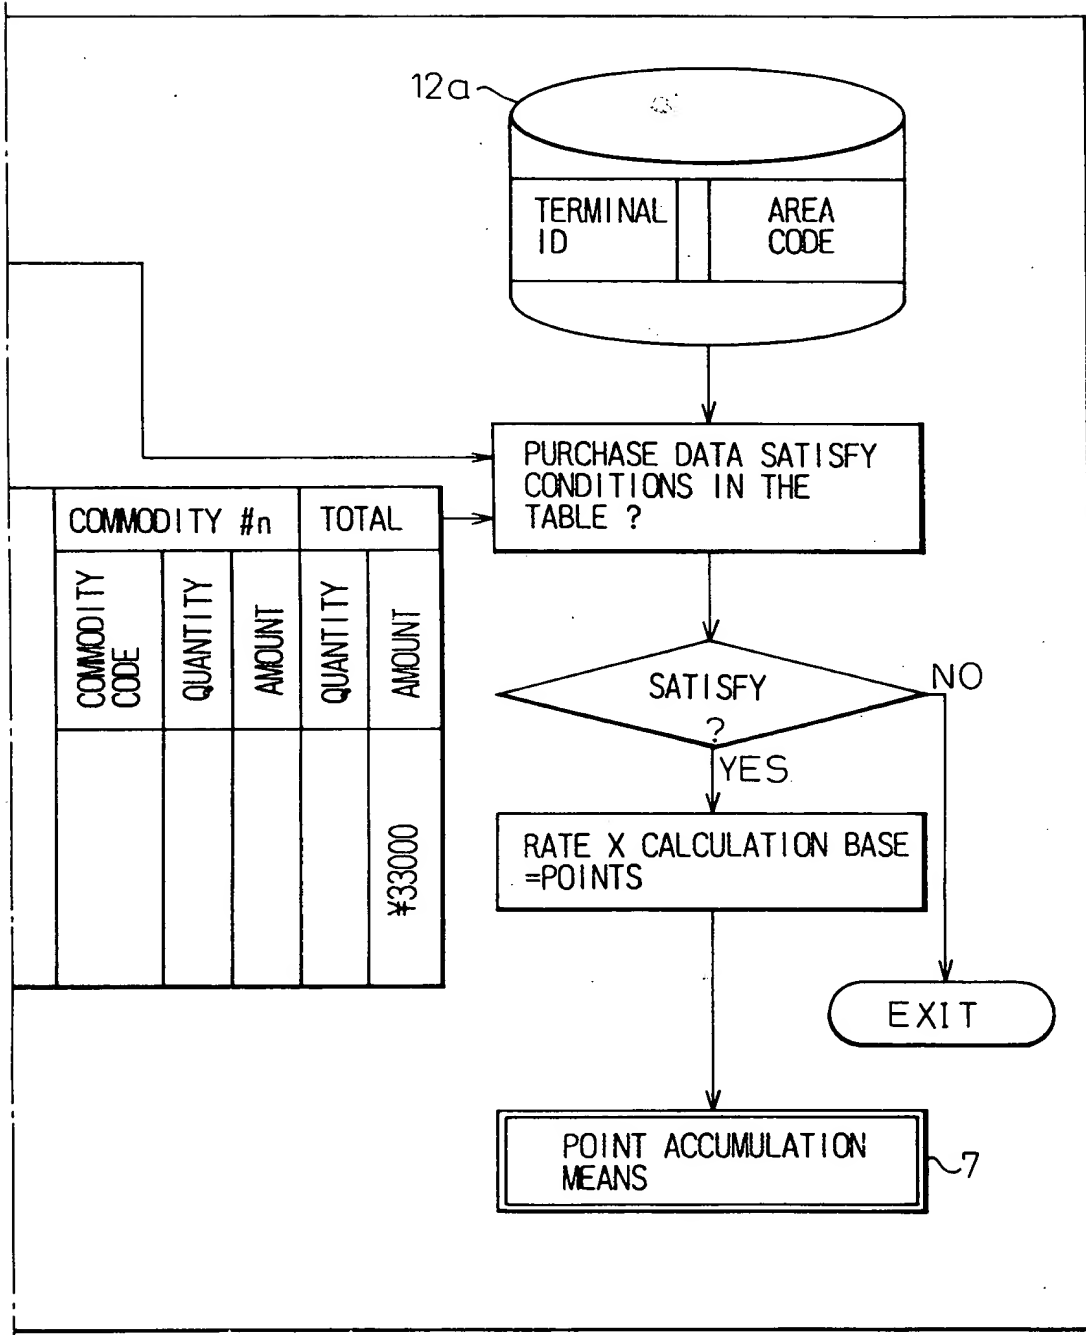 12a
TERMINAL
ID
AREA
CODE
PURCHASE DATA SATISFY
CONDITIONS IN THE
TABLE ?
COMMODITY #n
TOTAL
COMMODITY
CODE
QUANTITY
AMOUNT
QUANTITY
AMOUNT
¥33000
SATISFY
?
NO
YES
RATE X CALCULATION BASE
=POINTS
EXIT
POINT ACCUMULATION
MEANS
7